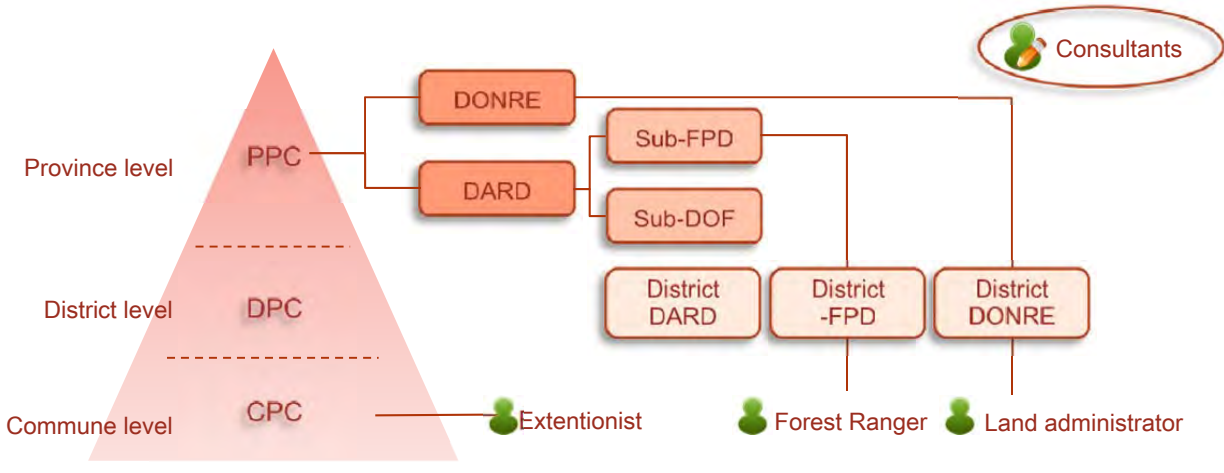 Consultants
DONRE
Province level
PPC
Sub-FPD
DARD
Sub-DOF
District level
DPC
District
DARD
District
-FPD
District
DONRE
Commune level
CPC
Extentionist
Forest Ranger
Land administrator